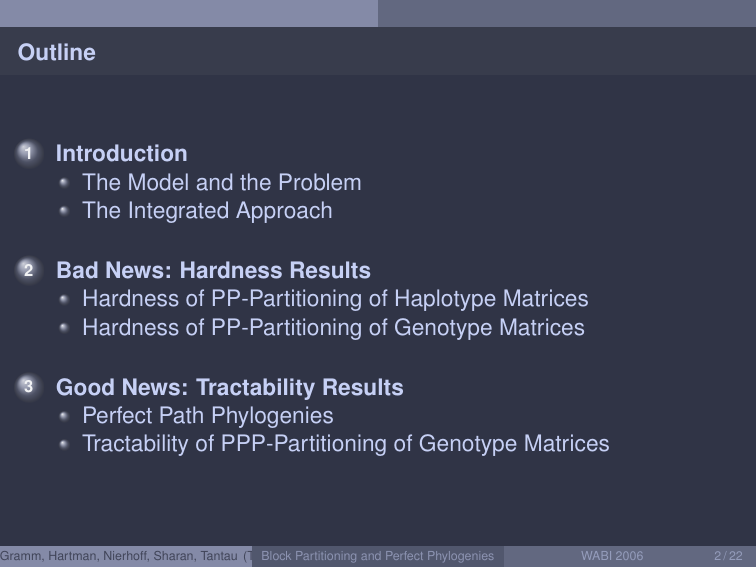 Outline
1 Introduction
The Model and the Problem
The Integrated Approach
2 Bad News: Hardness Results
Hardness of PP-Partitioning of Haplotype Matrices
Hardness of PP-Partitioning of Genotype Matrices
3 Good News: Tractability Results
Perfect Path Phylogenies
Tractability of PPP-Partitioning of Genotype Matrices
Gramm, Hartman, Nierhoff, Sharan, Tantau (T Block Partitioning and Perfect Phylogenies WABI 2006 2 / 22